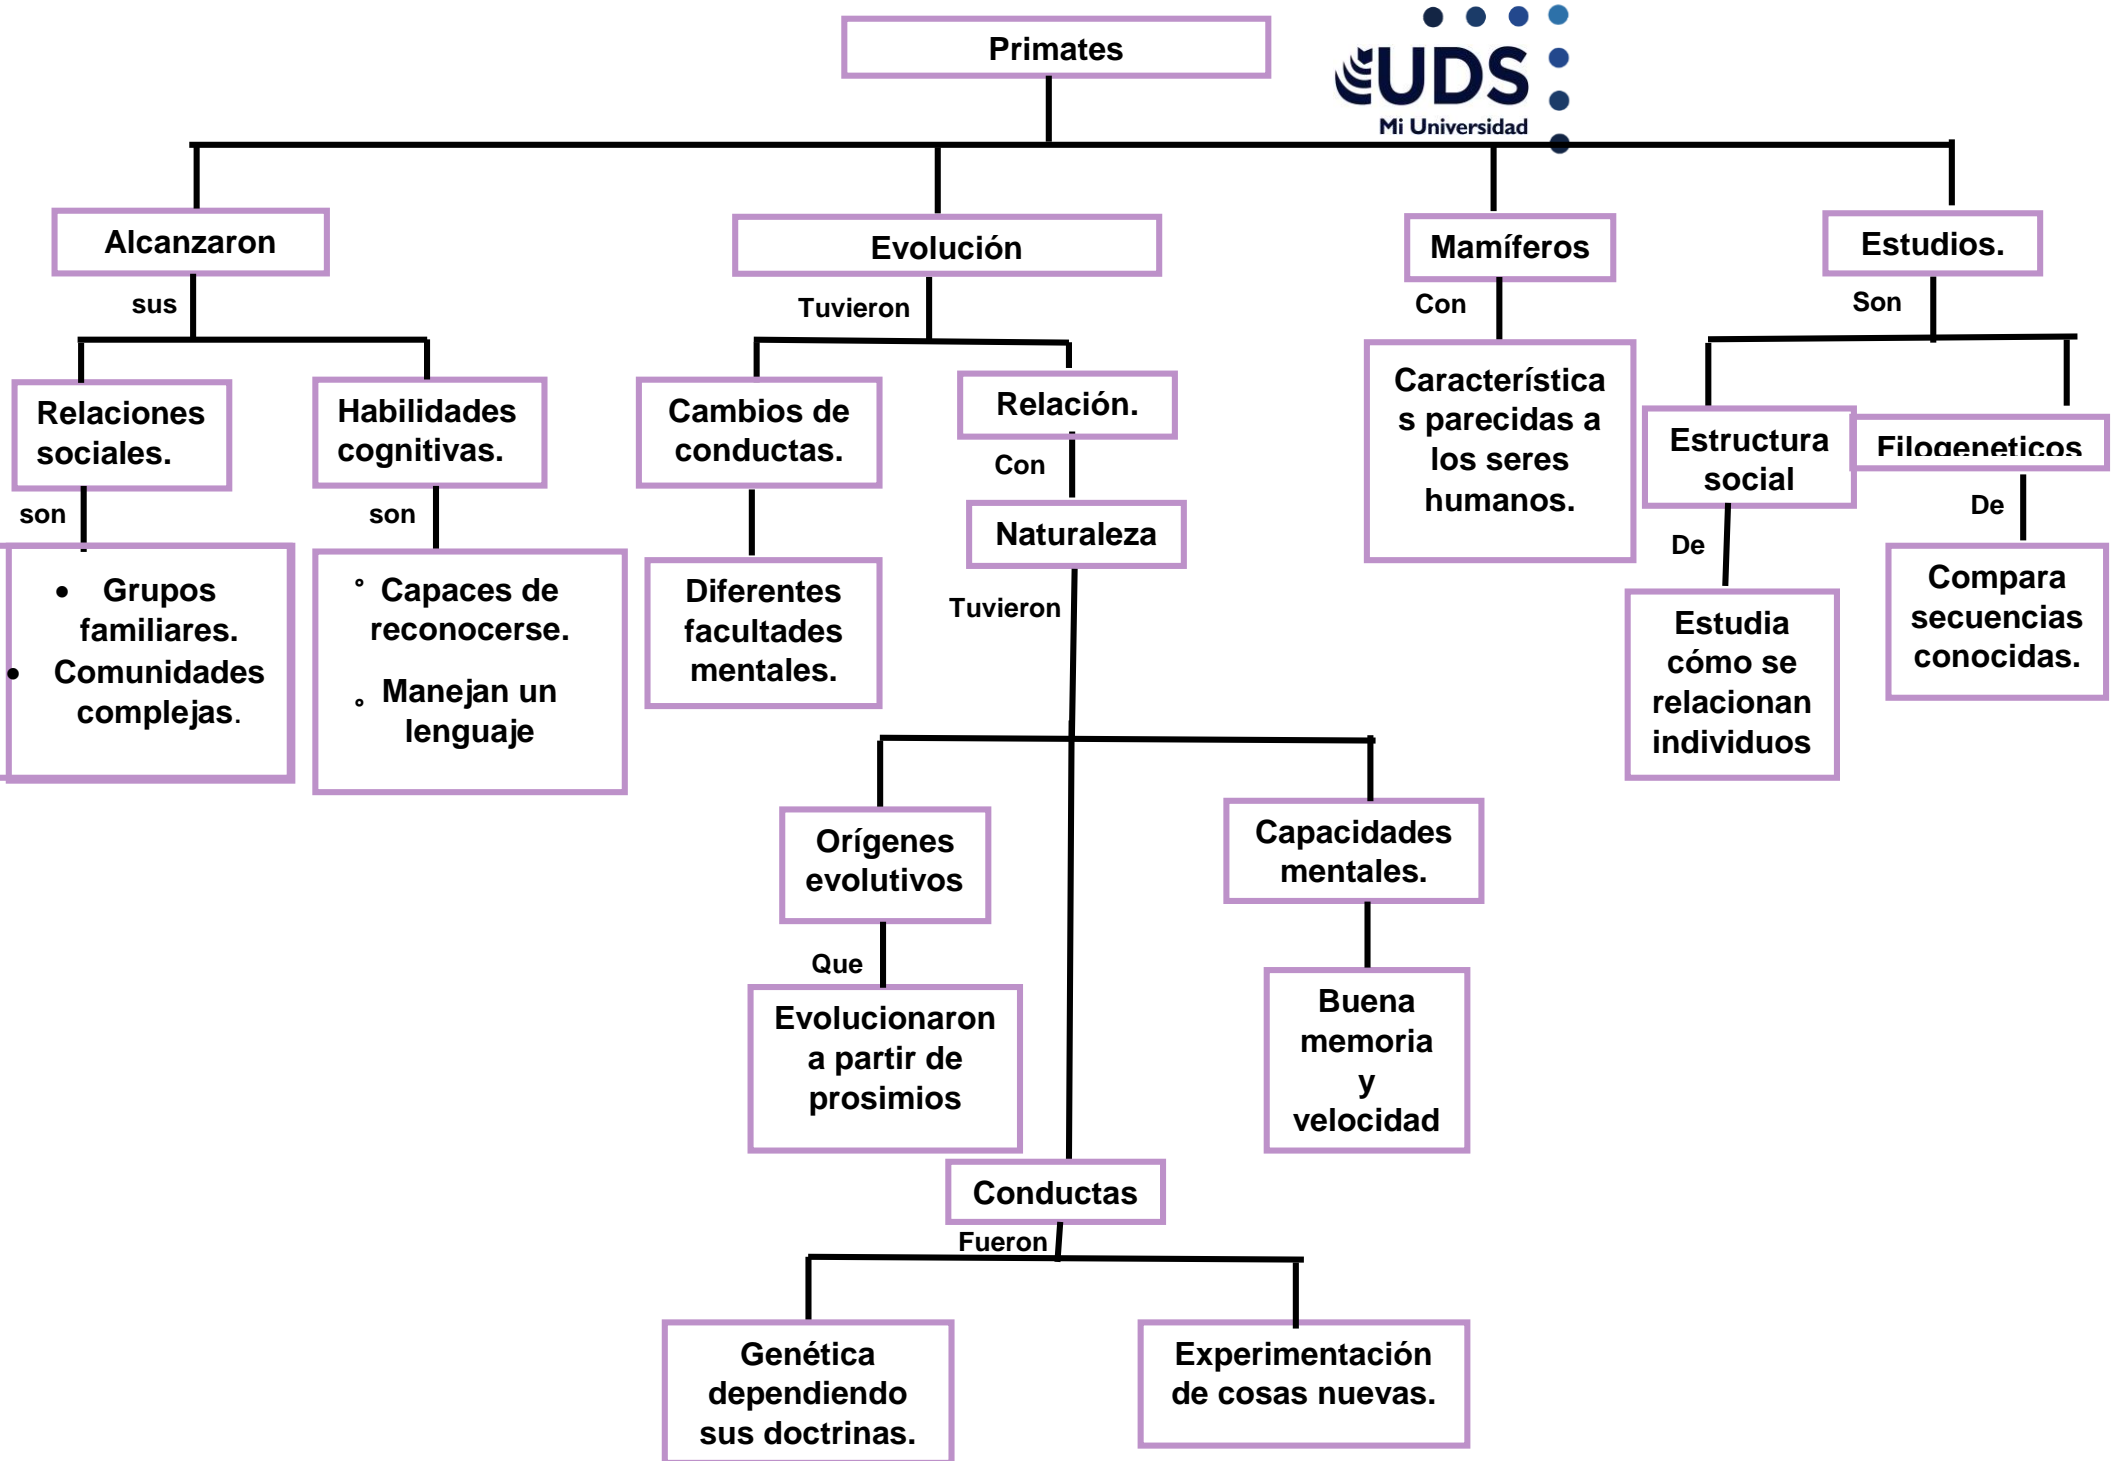 Primates
UDS
Mi Universidad
Alcanzaron
Evolución
Mamíferos
Estudios.
sus
Tuvieron
Con
Son
Relaciones
sociales.
Habilidades
cognitivas.
Cambios de
conductas.
Relación.
Característica
s parecidas a
los seres
humanos.
Estructura
social
Filogeneticos
son
son
Con
De
De
Naturaleza
• Grupos
familiares.
• Comunidades
complejas.
° Capaces de
reconocerse.
° Manejan un
lenguaje
Diferentes
facultades
mentales.
Tuvieron
Estudia
cómo se
relacionan
individuos
Compara
secuencias
conocidas.
Orígenes
evolutivos
Capacidades
mentales.
Que
Evolucionaron
a partir de
prosimios
Buena
memoria
y
velocidad
Conductas
Fueron
Genética
dependiendo
sus doctrinas.
Experimentación
de cosas nuevas.